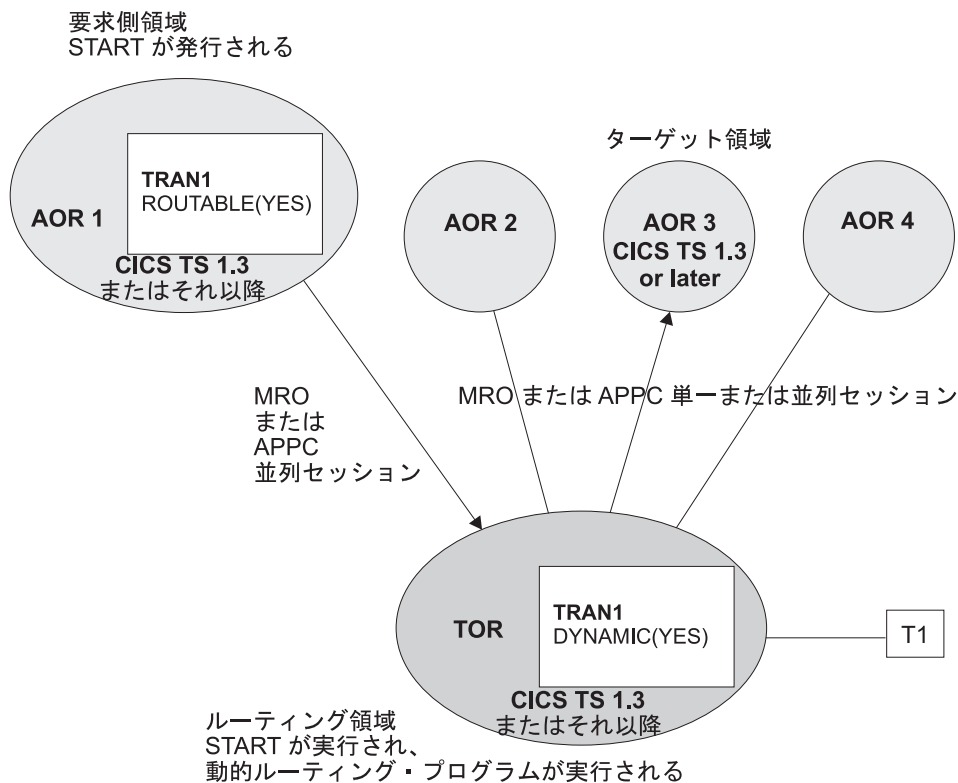 要求側領域
START が発行される
TRAN1
ROUTABLE(YES)
AOR 1
CICS TS 1.3
またはそれ以降
ターゲット領域
AOR 2
AOR 3
CICS TS 1.3
or later
AOR 4
MRO
または
APPC
並列セッション
MRO または APPC 単一または並列セッション
TOR
TRAN1
DYNAMIC(YES)
CICS TS 1.3
またはそれ以降
T1
ルーティング領域
START が実行され、
動的ルーティング・プログラムが実行される